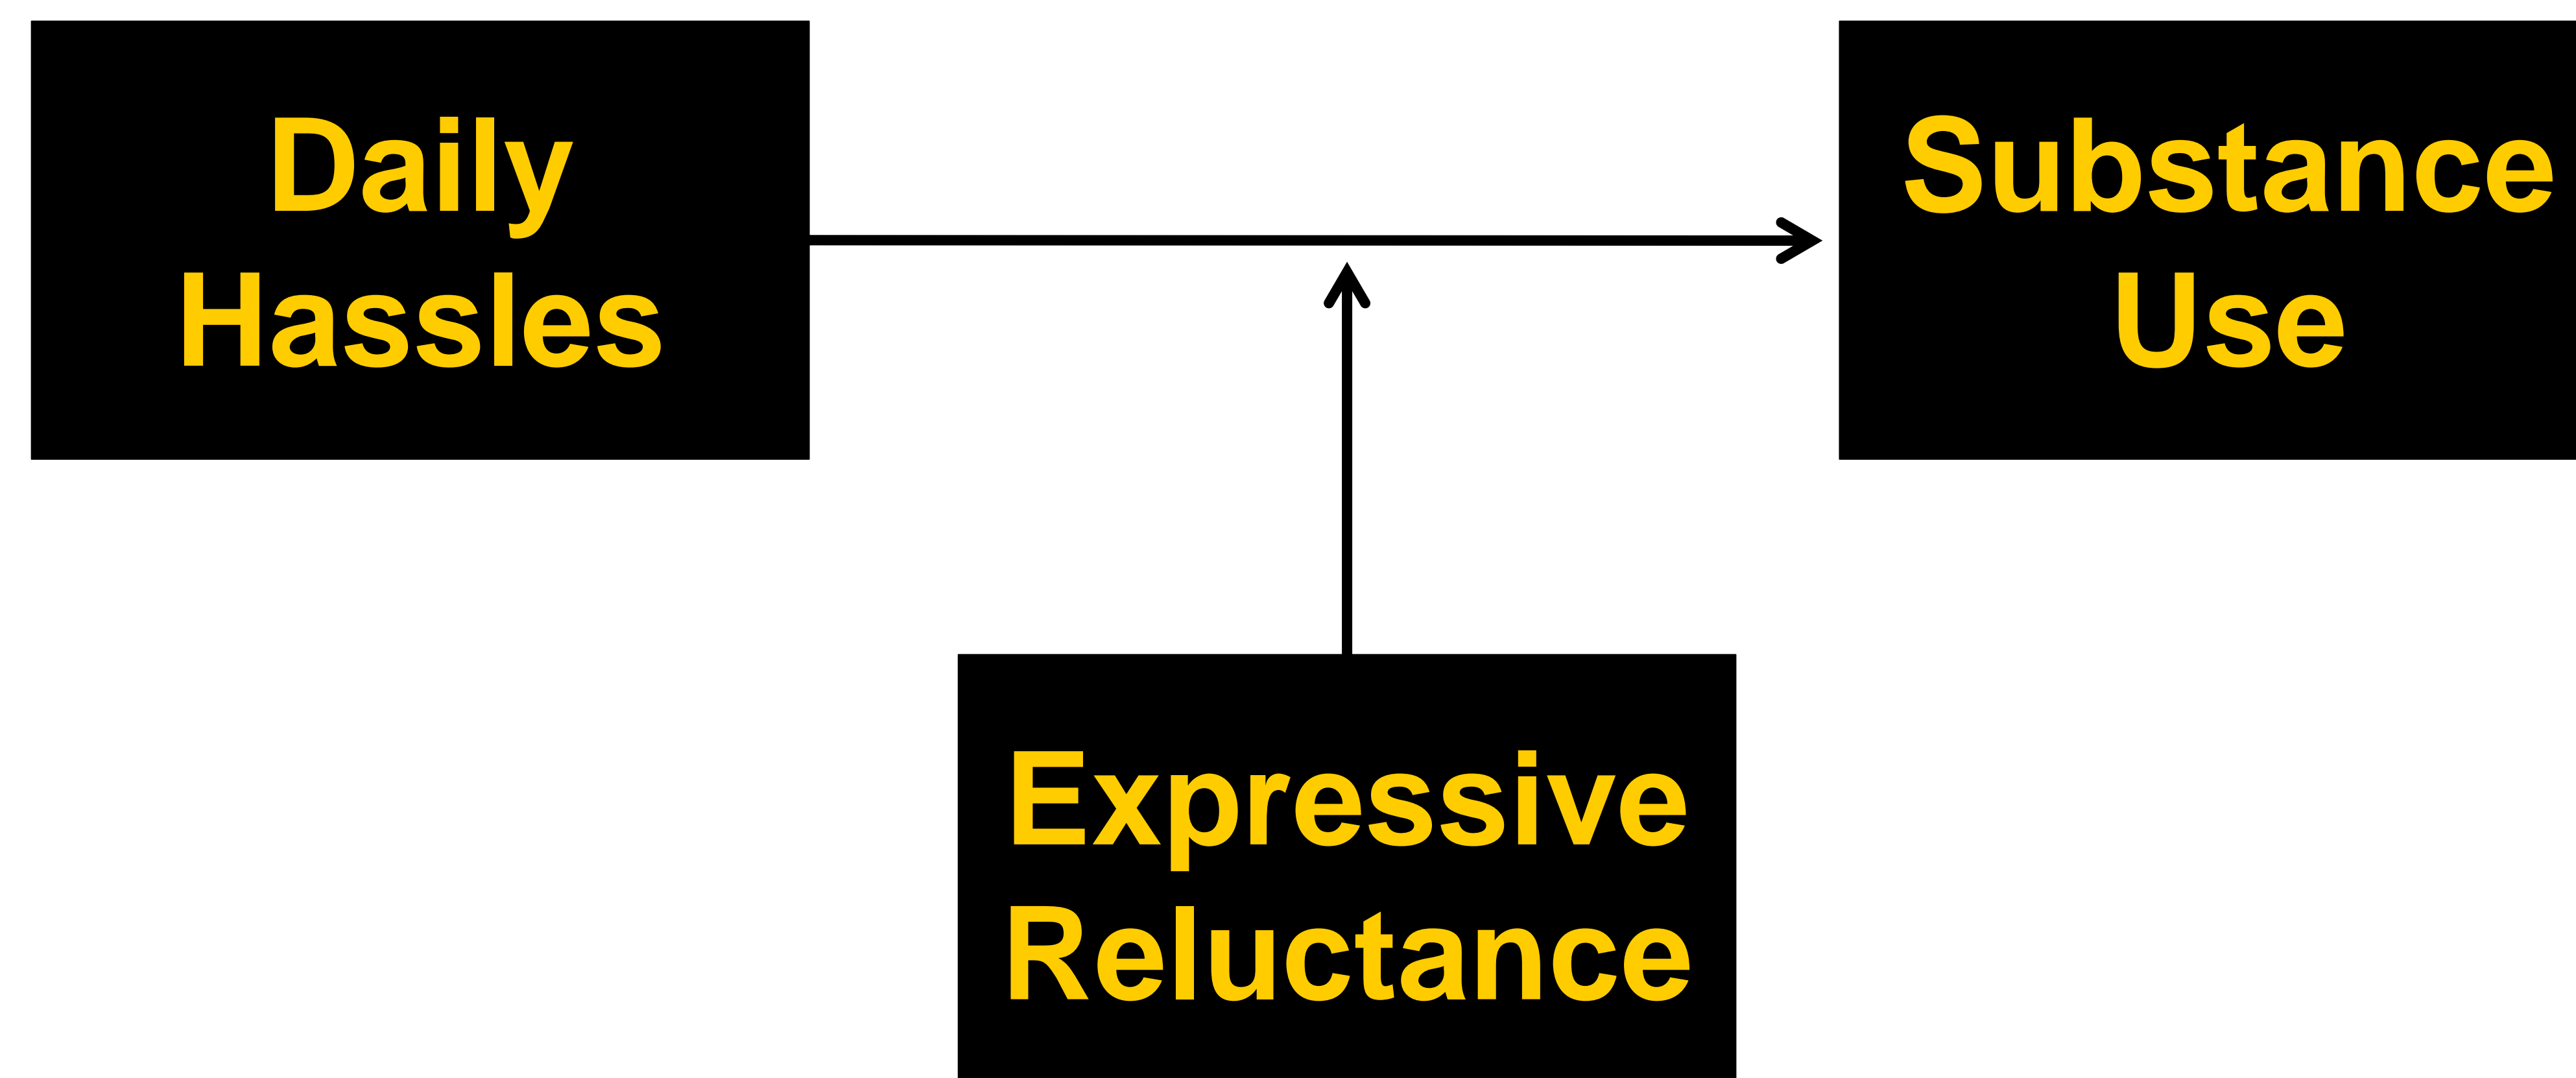 Daily
Hassles
Substance
Use
Expressive
Reluctance